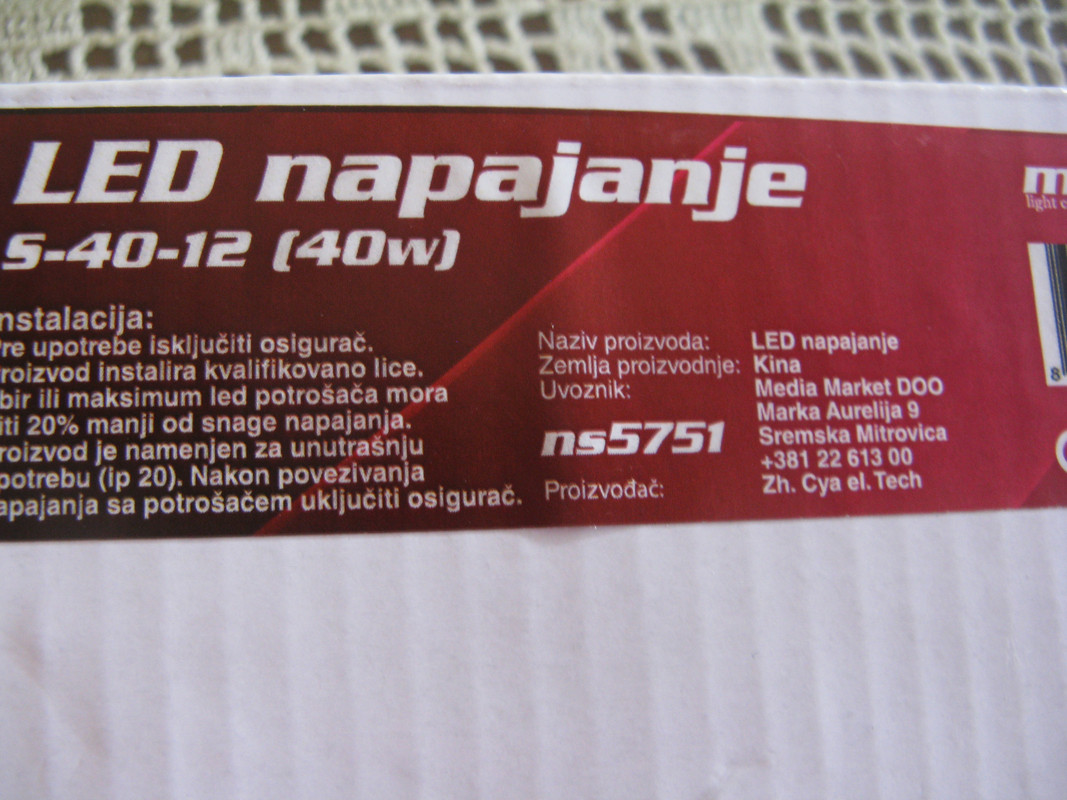 LED napajanje
S-40-12 (40w)
nstalacija:
re upotrebe isključiti osigurač.
roizvod instalira kvalifikovano lice.
bir ili maksimum led potrošača mora
iti 20% manji od snage napajanja.
roizvod je namenjen za unutrašnju
potrebu (ip 20). Nakon povezivanja
apajanja sa potrošačem uključiti osigurač.
Naziv proizvoda: LED napajanje
Zemlja proizvodnje: Kina
Uvoznik: Media Market DOO
Marka Aurelija 9
Sremska Mitrovica
+381 22 613 00
ns5751
Proizvođač: Zh. Cya el. Tech
m
light c
8